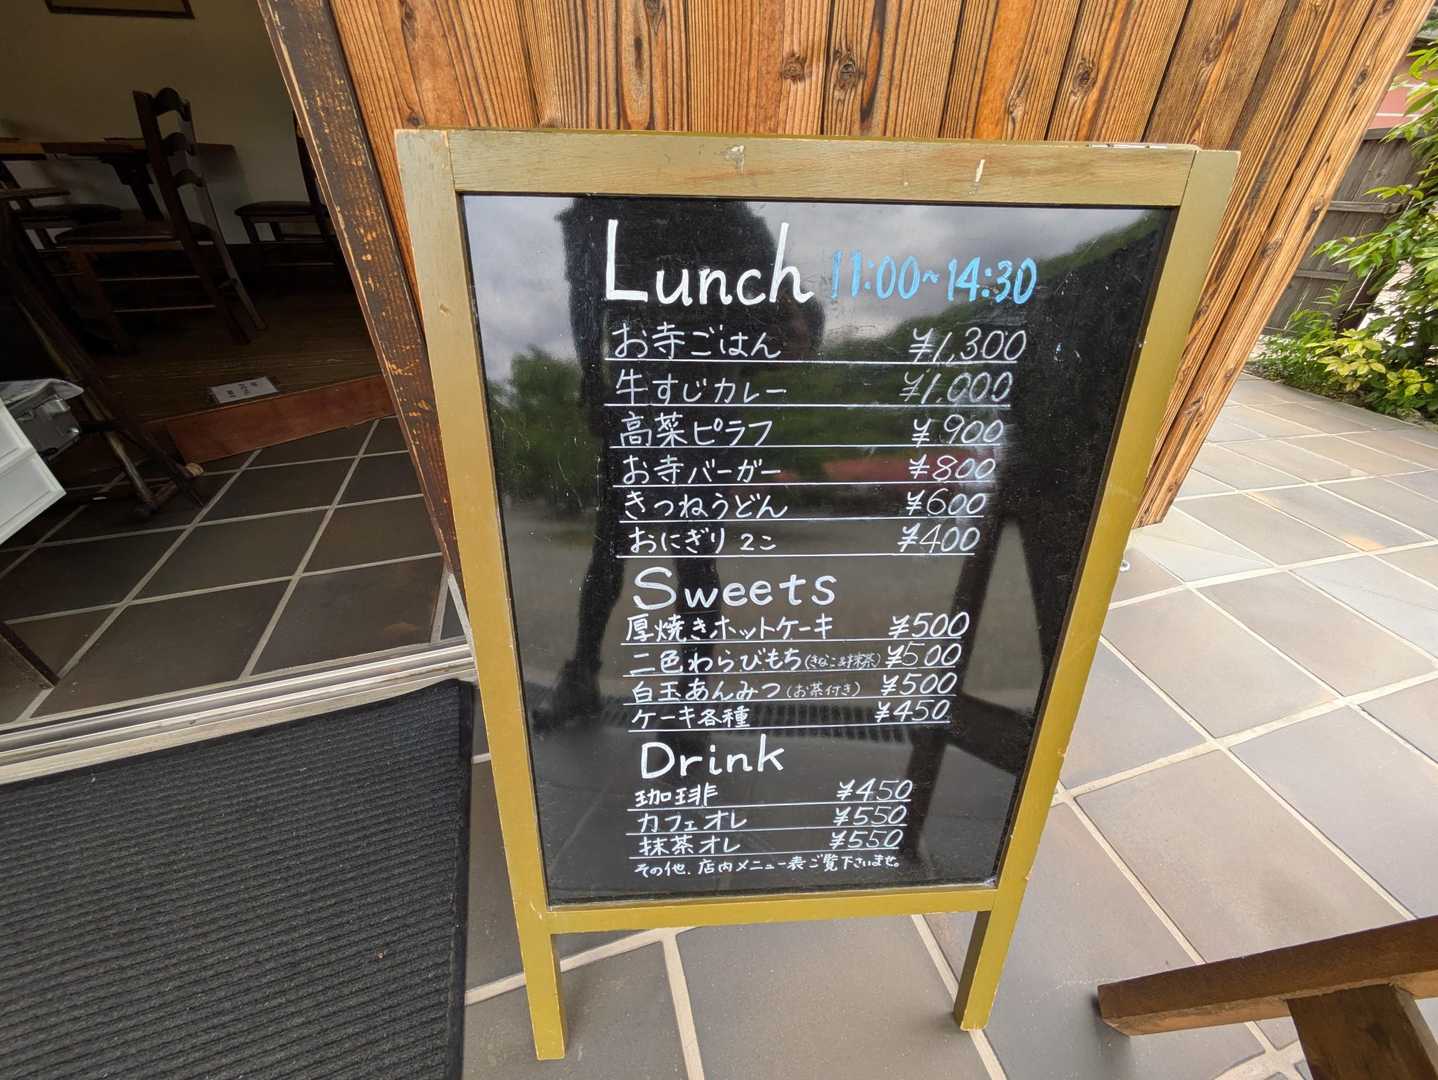 Lunch 11:00~14:30
お寺ごはん ¥1,300
牛すじカレー ¥1,000
高菜ピラフ ¥900
お寺バーガー ¥800
きつねうどん ¥600
おにぎり 2こ ¥400
Sweets
厚焼きホットケーキ ¥500
二色わらびもち(きなこ&抹茶) ¥500
白玉あんみつ(お茶付き) ¥500
ケーキ各種 ¥450
Drink
珈琲 ¥450
カフェオレ ¥550
抹茶オレ ¥550
その他、店内メニュー表ご覧下さいませ。